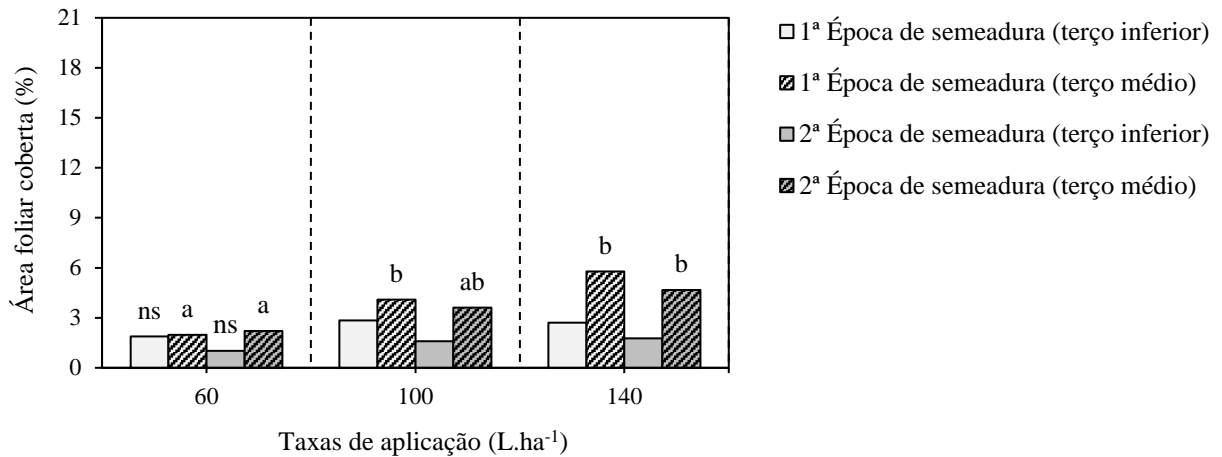 Área foliar coberta (%)
21
18
15
12
9
6
3
0
ns
a
ns
a
b
ab
b
b
60
100
140
Taxas de aplicação (L.ha⁻¹)
1ª Época de semeadura (terço inferior)
1ª Época de semeadura (terço médio)
2ª Época de semeadura (terço inferior)
2ª Época de semeadura (terço médio)